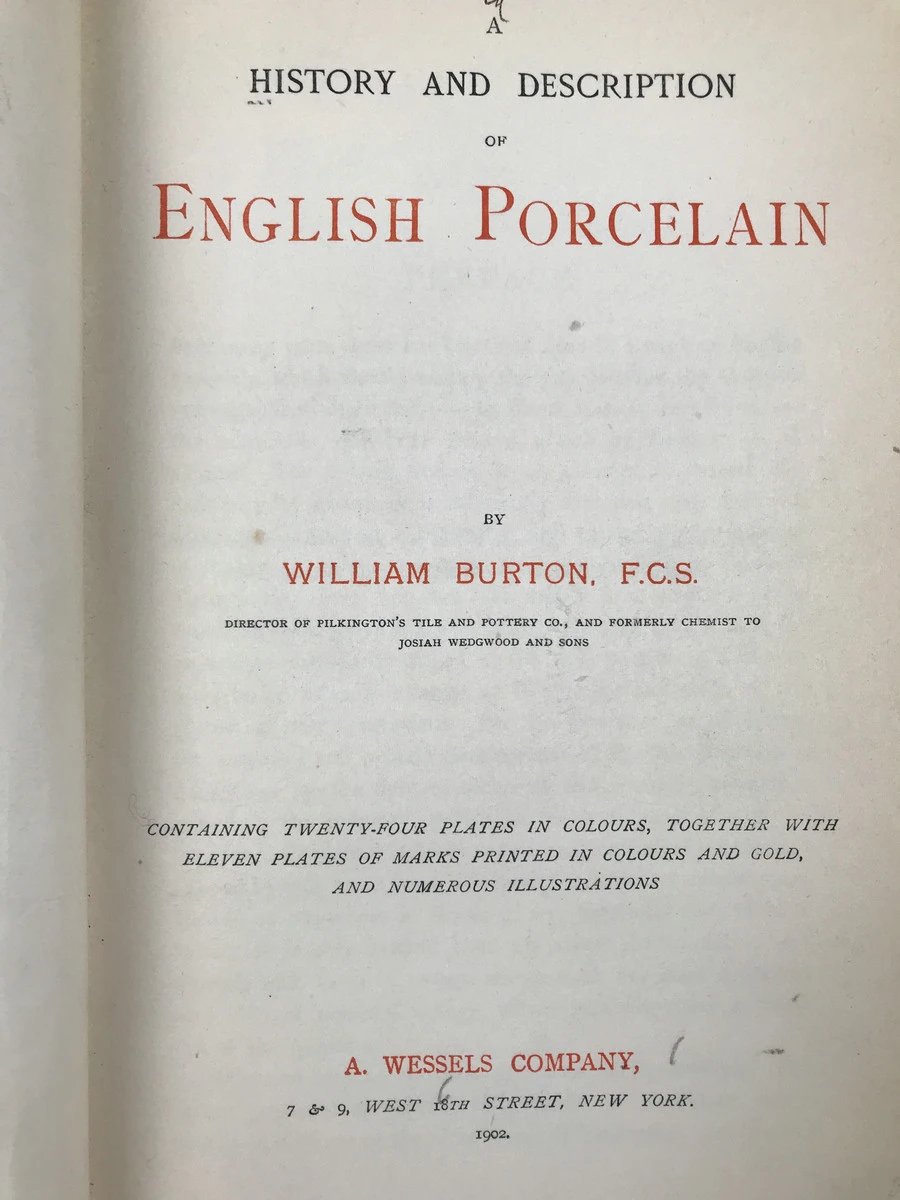 A
HISTORY AND DESCRIPTION
OF
ENGLISH PORCELAIN
BY
WILLIAM BURTON, F.C.S.
DIRECTOR OF PILKINGTON'S TILE AND POTTERY CO., AND FORMERLY CHEMIST TO
JOSIAH WEDGWOOD AND SONS
CONTAINING TWENTY-FOUR PLATES IN COLOURS, TOGETHER WITH
ELEVEN PLATES OF MARKS PRINTED IN COLOURS AND GOLD,
AND NUMEROUS ILLUSTRATIONS
A. WESSELS COMPANY,
7 & 9, WEST 18TH STREET, NEW YORK.
1902.